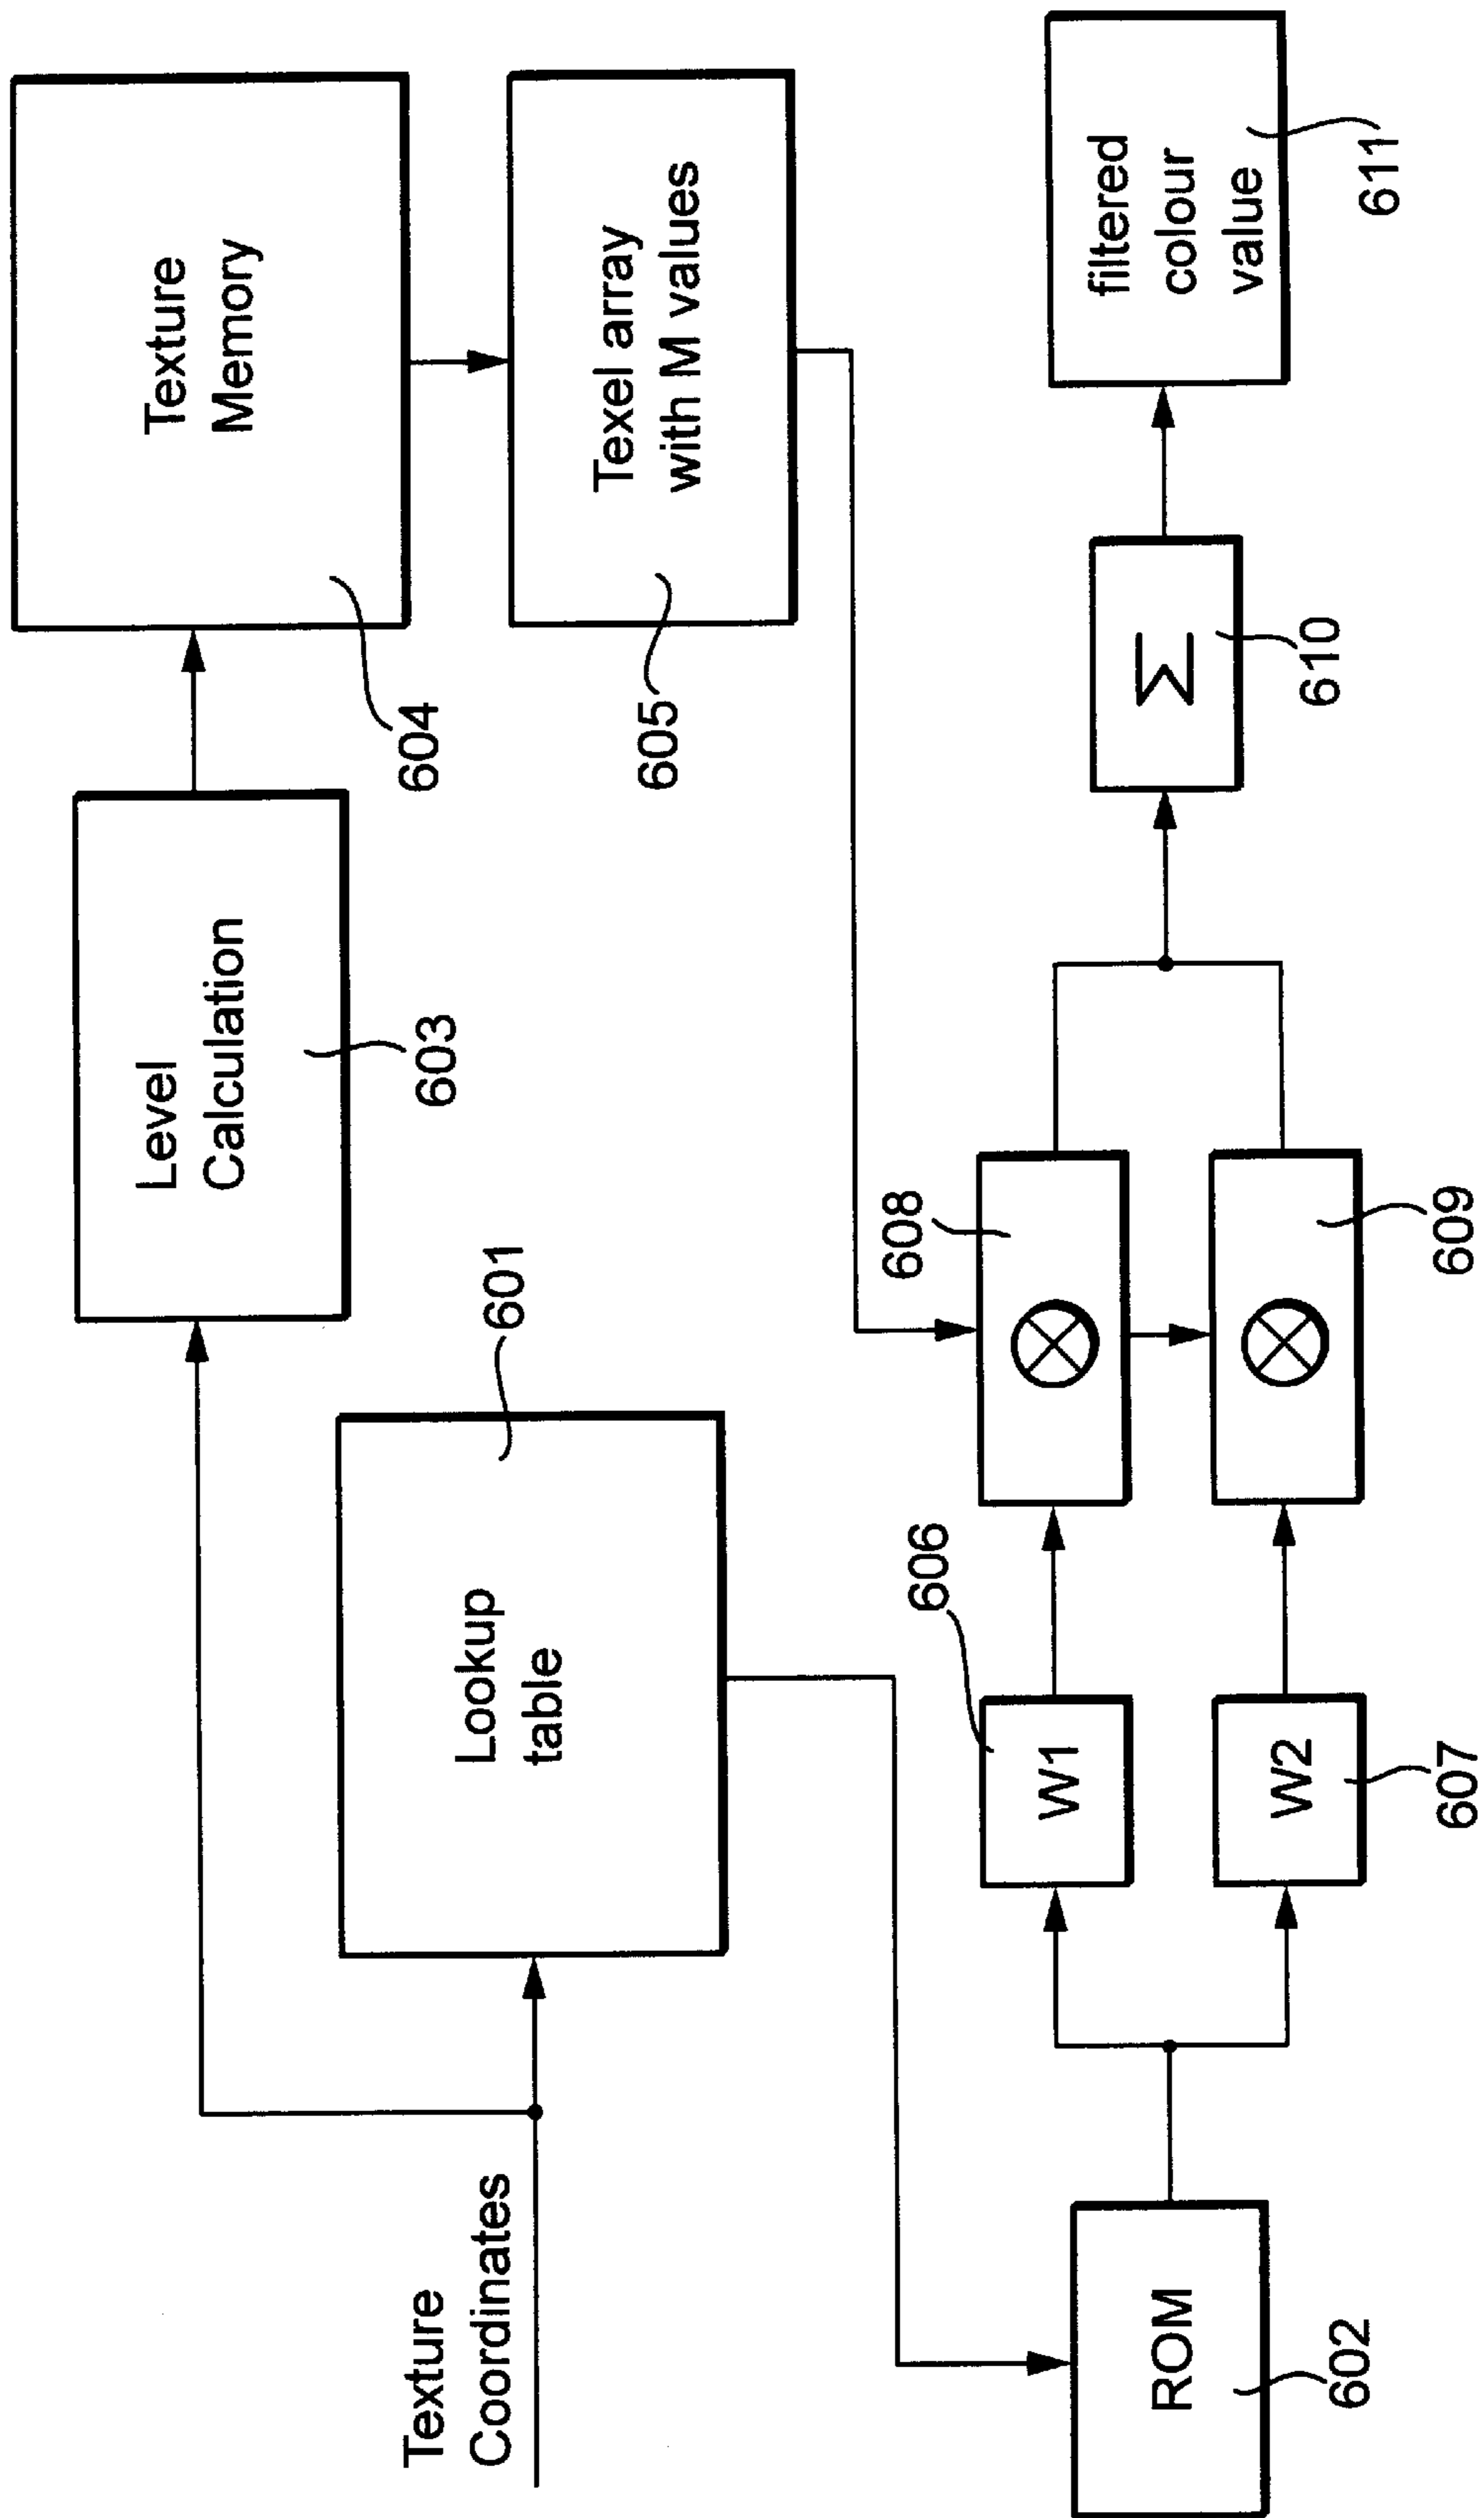 Texture
Coordinates
Level
Calculation
603
Texture
Memory
604
Lookup
table
601
Texel array
with M values
605
ROM
602
W1
606
W2
607
608
609
Σ
610
filtered
colour
value
611